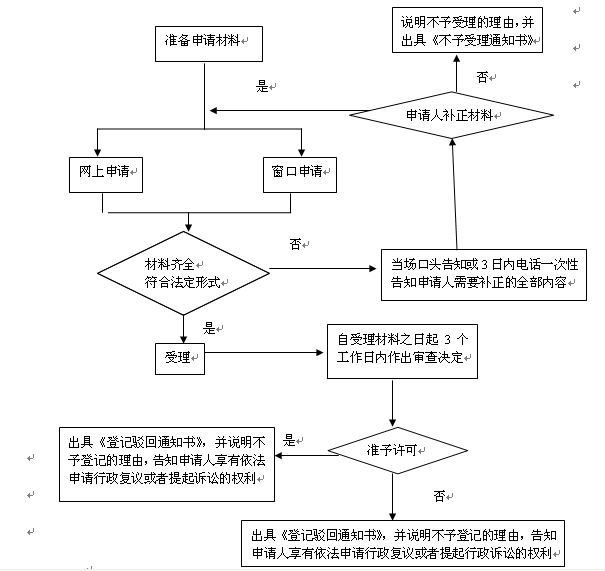 准备申请材料
说明不予受理的理由，并
出具《不予受理通知书》
是
否
申请人补正材料
网上申请
窗口申请
材料齐全
符合法定形式
否
当场口头告知或3日内电话一次性
告知申请人需要补正的全部内容
是
受理
自受理材料之日起 3 个
工作日内作出审查决定
出具《登记驳回通知书》，并说明不
予登记的理由，告知申请人享有依法
申请行政复议或者提起诉讼的权利
是
准予许可
否
出具《登记驳回通知书》，并说明不予登记的理由，告知
申请人享有依法申请行政复议或者提起行政诉讼的权利